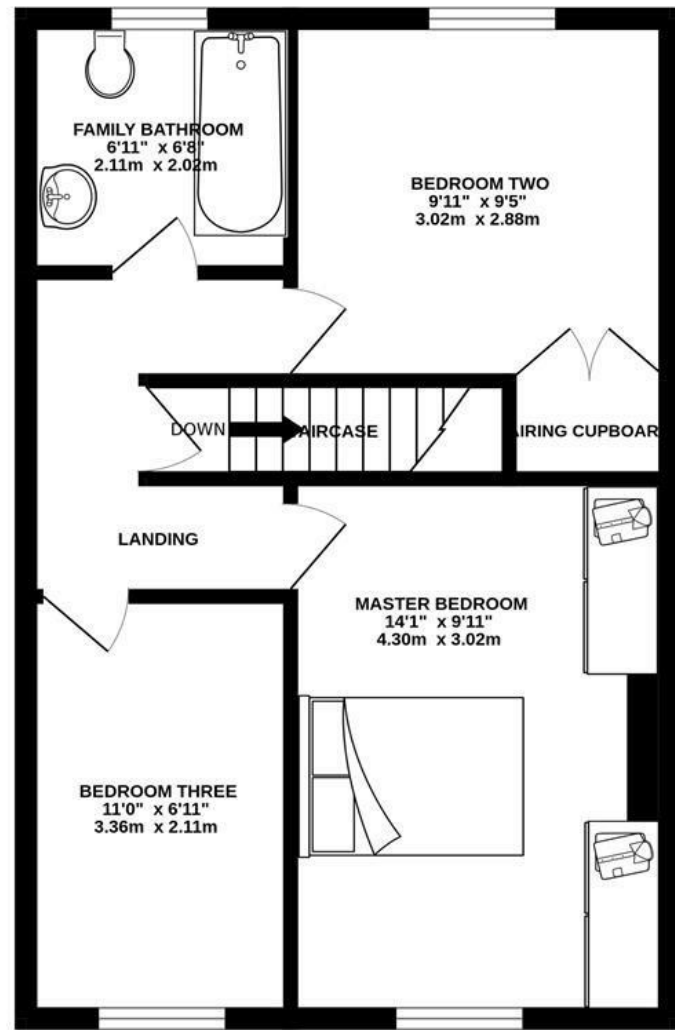 FAMILY BATHROOM
6'11" x 6'8"
2.11m x 2.02m
BEDROOM TWO
9'11" x 9'5"
3.02m x 2.88m
DOWN
AIRCASE
AIRING CUPBOAR
LANDING
MASTER BEDROOM
14'1" x 9'11"
4.30m x 3.02m
BEDROOM THREE
11'0" x 6'11"
3.36m x 2.11m